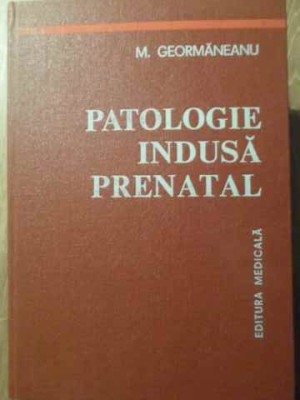 M. GEORMĂNEANU
PATOLOGIE
INDUSĂ
PRENATAL
EDITURA MEDICALĂ